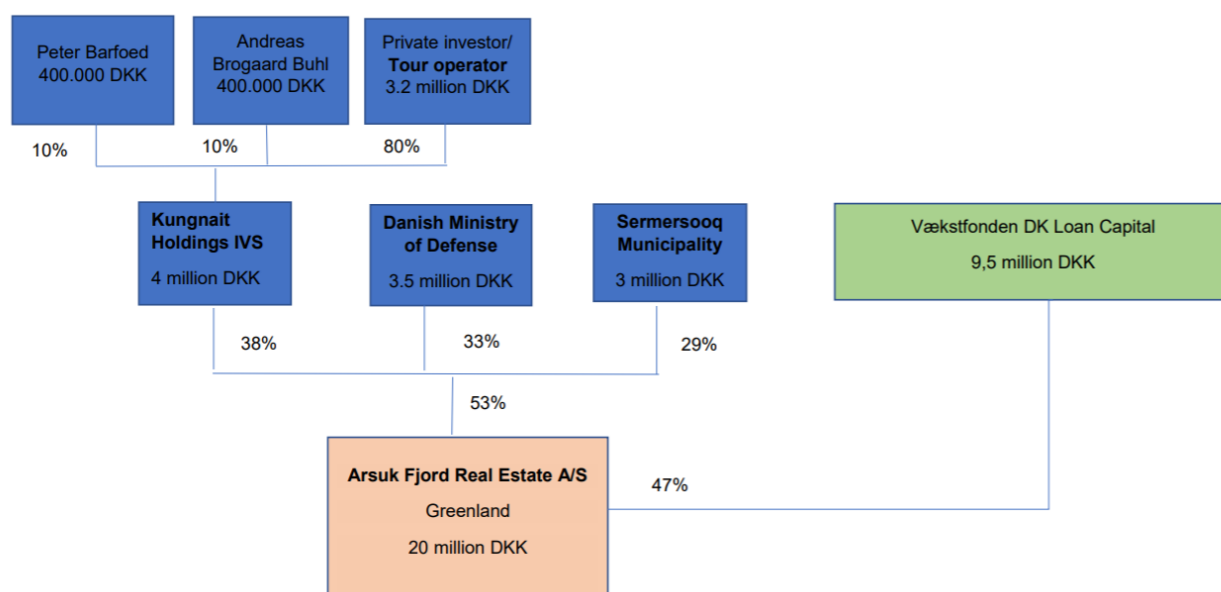 Peter Barfoed
400.000 DKK
Andreas
Brogaard Buhl
400.000 DKK
Private investor/
Tour operator
3.2 million DKK
10%
10%
80%
Kungnait
Holdings IVS
4 million DKK
Danish Ministry
of Defense
3.5 million DKK
Sermersooq
Municipality
3 million DKK
Vækstfonden DK Loan Capital
9,5 million DKK
38%
33%
29%
53%
Arsuk Fjord Real Estate A/S
Greenland
20 million DKK
47%